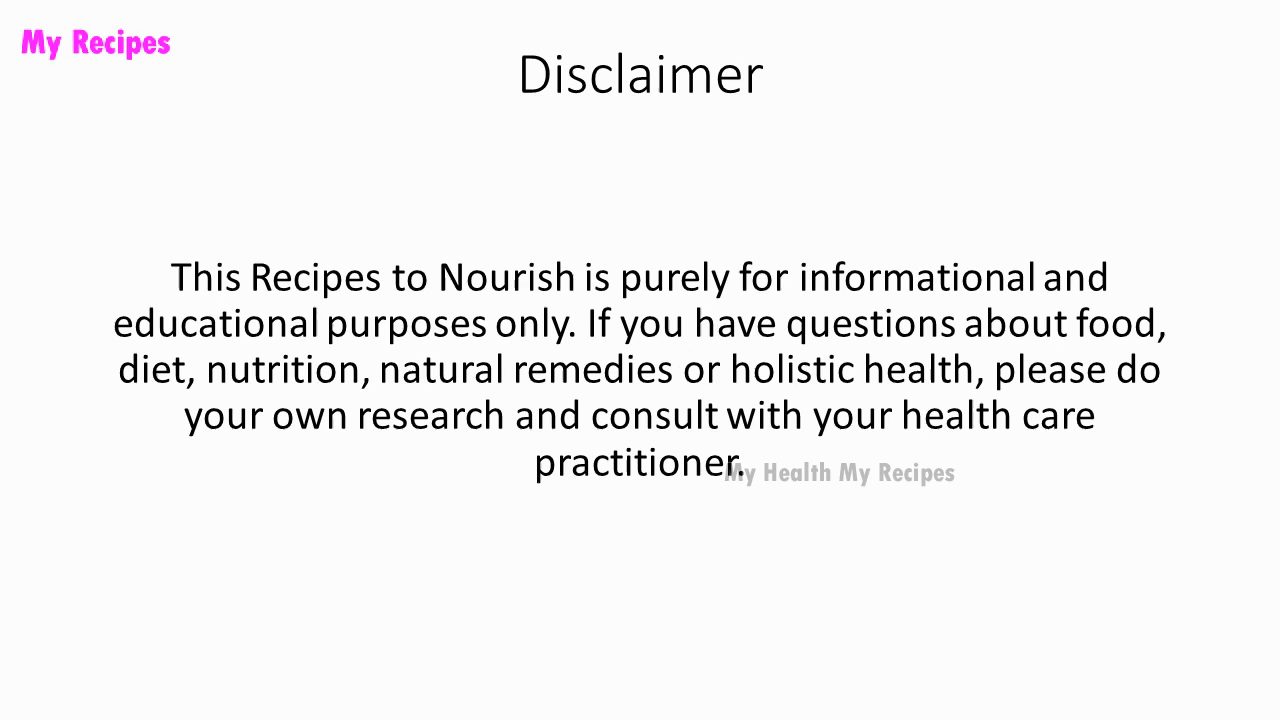 My Recipes
Disclaimer
This Recipes to Nourish is purely for informational and
educational purposes only. If you have questions about food,
diet, nutrition, natural remedies or holistic health, please do
your own research and consult with your health care
practitioner.
My Health My Recipes